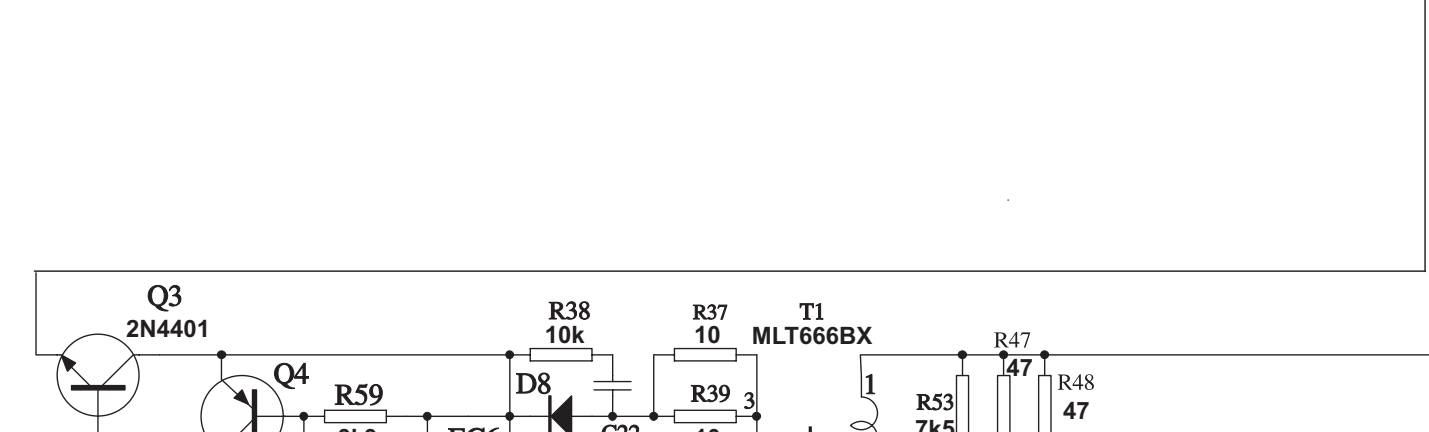 Q3
2N4401
R38
10k
R37
10
T1
MLT666BX
R47
47
Q4
R59
D8
R39
3
1
R53
7k5
R48
47